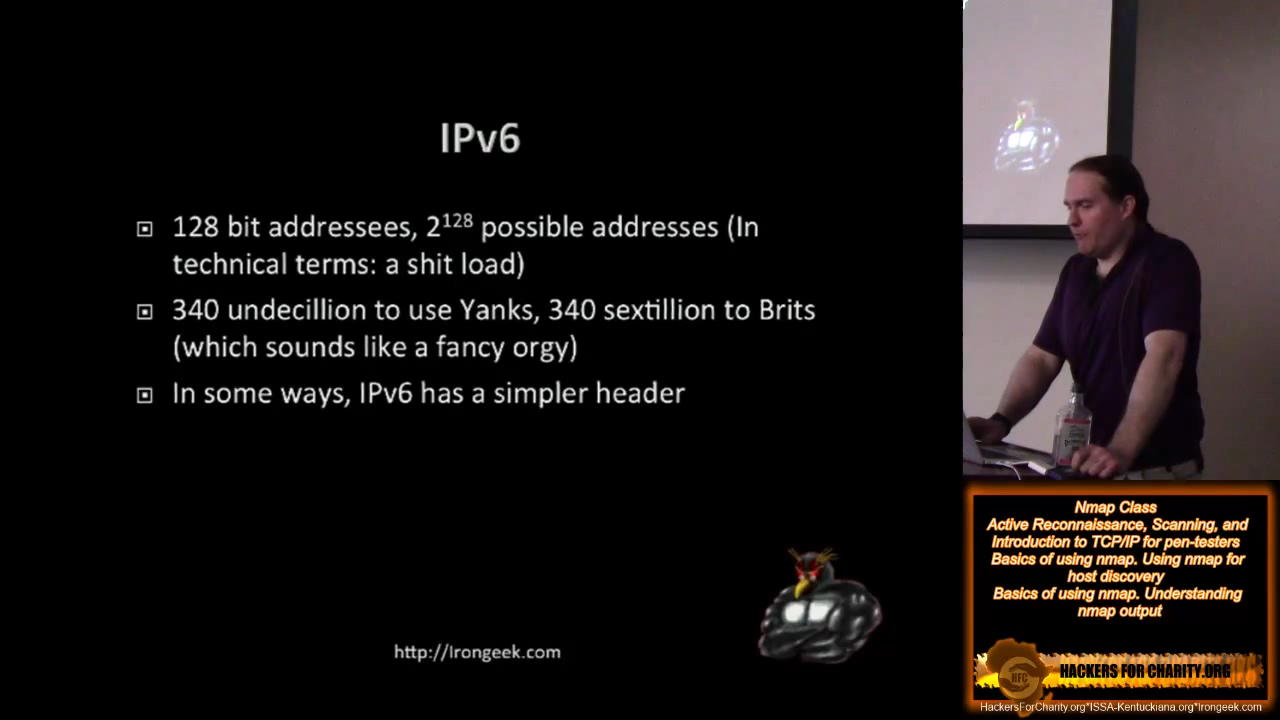 IPv6
128 bit addressees, 2^128 possible addresses (In
technical terms: a shit load)
340 undecillion to use Yanks, 340 sextillion to Brits
(which sounds like a fancy orgy)
In some ways, IPv6 has a simpler header
http://Irongeek.com
Nmap Class
Active Reconnaissance, Scanning, and
Introduction to TCP/IP for pen-testers
Basics of using nmap. Using nmap for
host discovery
Basics of using nmap. Understanding
nmap output
HFC
HACKERS FOR CHARITY.ORG
HackersForCharity.org*ISSA-Kentuckiana.org*Irongeek.com